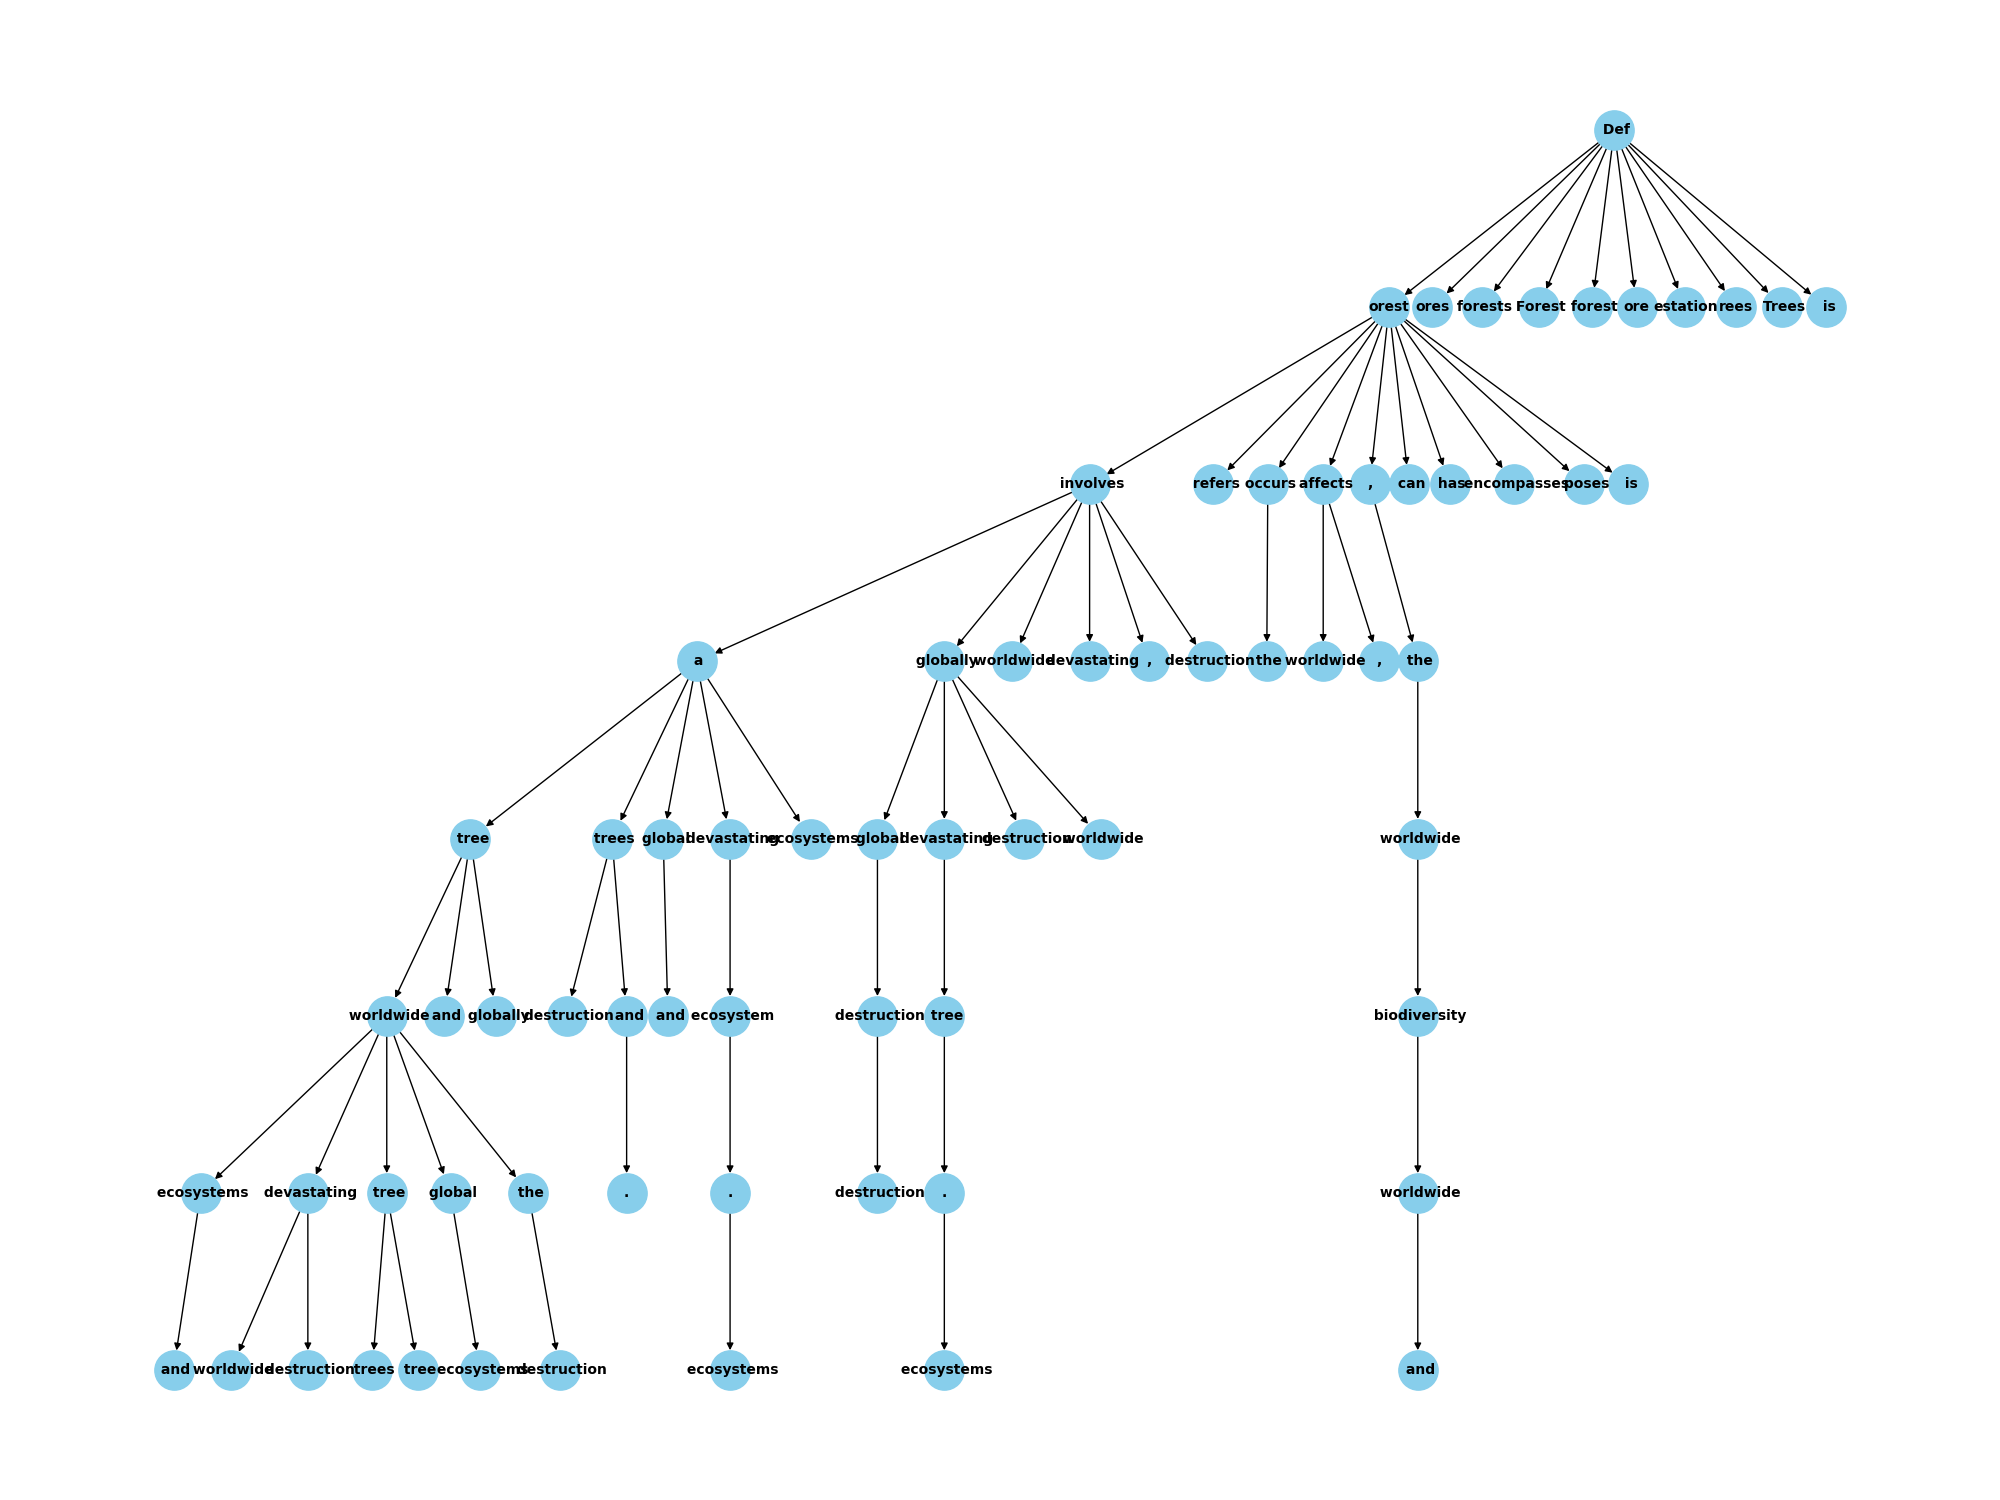 Def
orest ores forests Forest forest ore estation rees Trees is
involves refers occurs affects , can has encompasses poses is
a globally worldwide devastating , destruction the worldwide , the
tree trees global devastating ecosystems global devastating destruction worldwide worldwide
worldwide and globally destruction and and ecosystem destruction tree biodiversity
ecosystems devastating tree global the . . destruction . worldwide
and worldwide destruction trees tree ecosystems destruction ecosystems ecosystems and